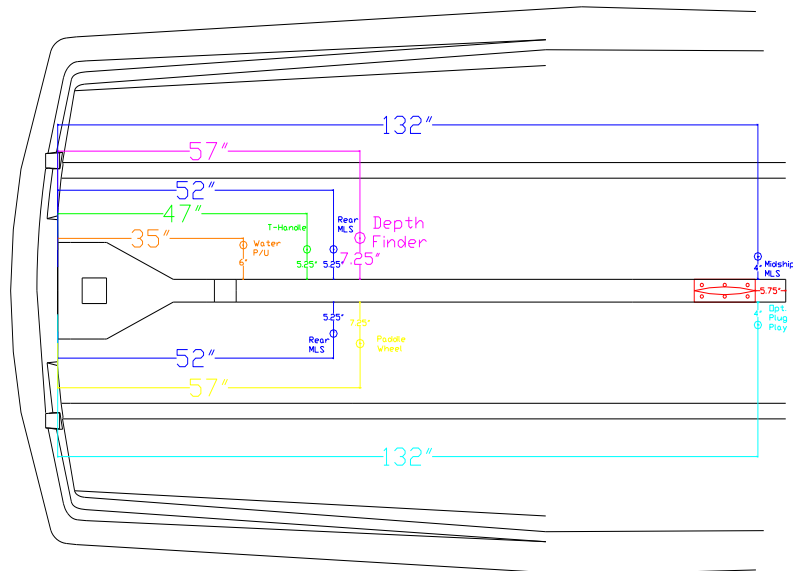 132"
57"
52"
47"
35"
T-Handle
Rear
MLS
Depth
Finder
Water
P/U
6"
5.25"
5.25"
7.25"
4"
Midship
MLS
5.75"
5.25"
7.25"
4"
Opt.
Plug
Play
Rear
MLS
Paddle
Wheel
52"
57"
132"